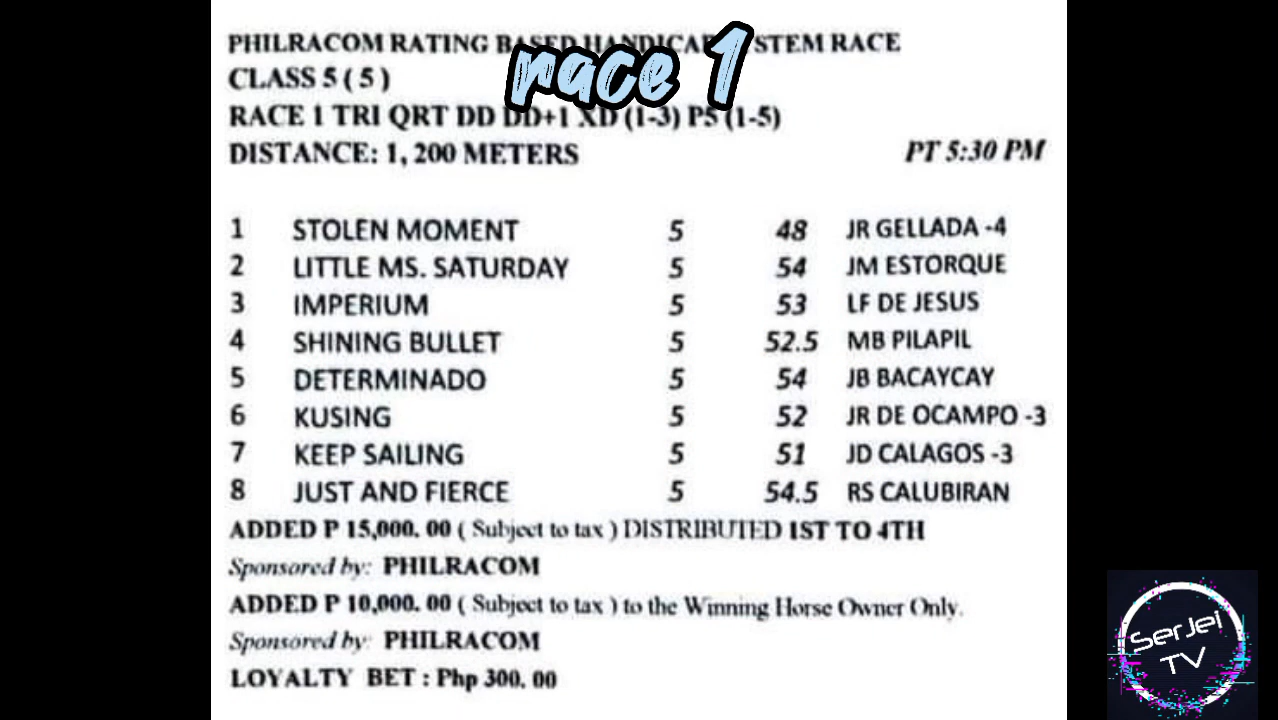 PHILRACOM RATING BASED HANDICAP SYSTEM RACE
race 1
CLASS 5 ( 5 )
RACE 1 TRI QRT DD DD+1 XD (1-3) P5 (1-5)
DISTANCE: 1, 200 METERS PT 5:30 PM
1 STOLEN MOMENT 5 48 JR GELLADA -4
2 LITTLE MS. SATURDAY 5 54 JM ESTORQUE
3 IMPERIUM 5 53 LF DE JESUS
4 SHINING BULLET 5 52.5 MB PILAPIL
5 DETERMINADO 5 54 JB BACAYCAY
6 KUSING 5 52 JR DE OCAMPO -3
7 KEEP SAILING 5 51 JD CALAGOS -3
8 JUST AND FIERCE 5 54.5 RS CALUBIRAN
ADDED P 15,000. 00 ( Subject to tax ) DISTRIBUTED 1ST TO 4TH
Sponsored by: PHILRACOM
ADDED P 10,000. 00 ( Subject to tax ) to the Winning Horse Owner Only.
Sponsored by: PHILRACOM
LOYALTY BET : Php 300. 00
SerJei
TV